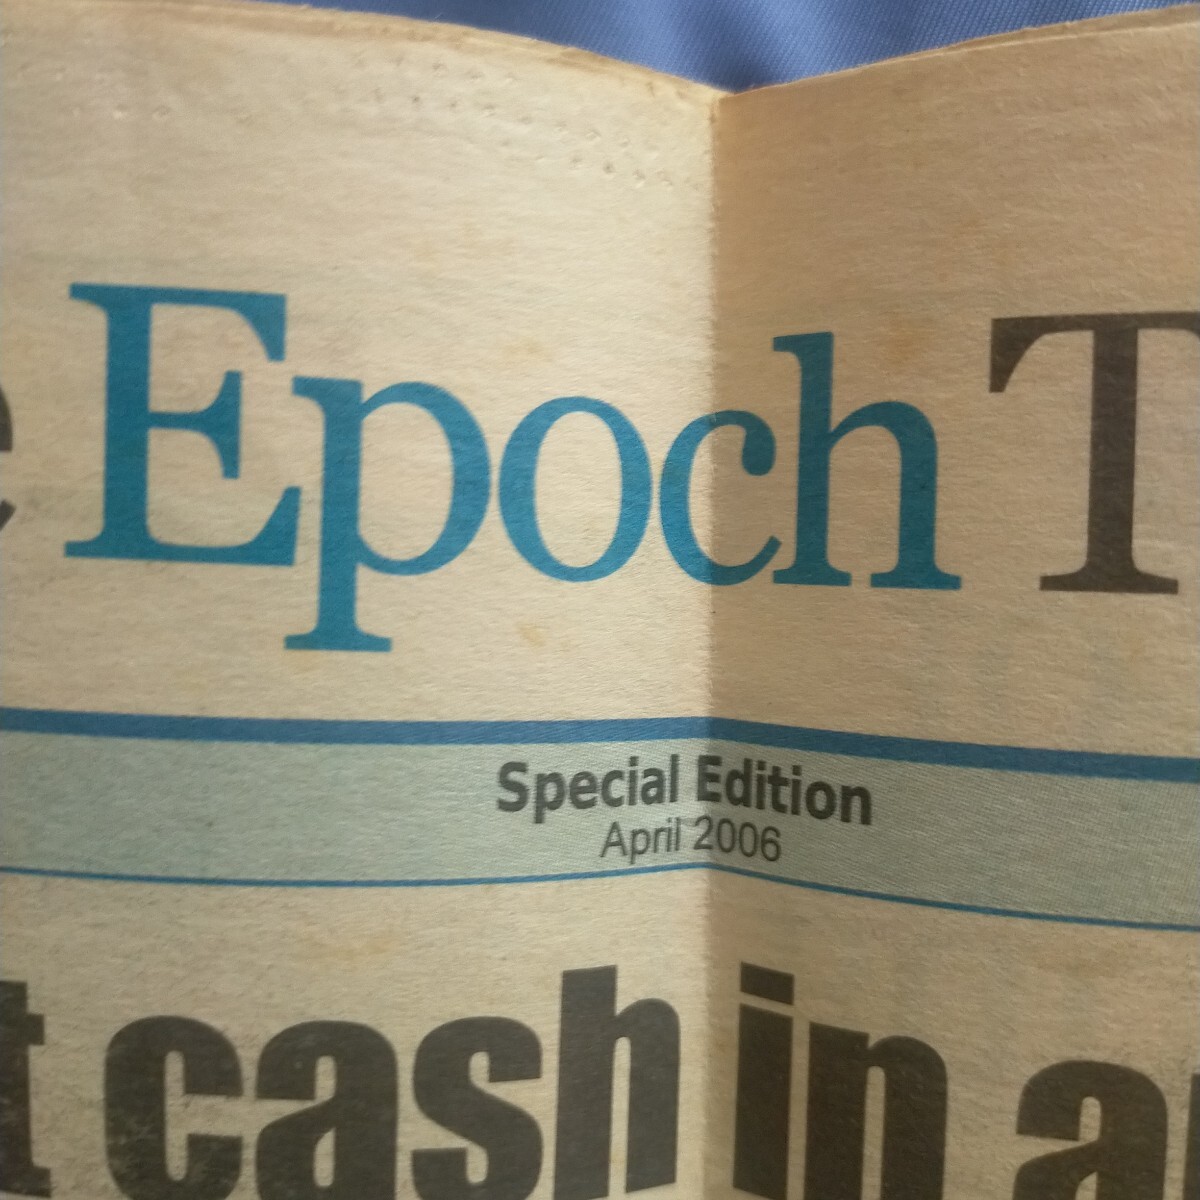 Epoch
Special Edition
April 2006
cash in